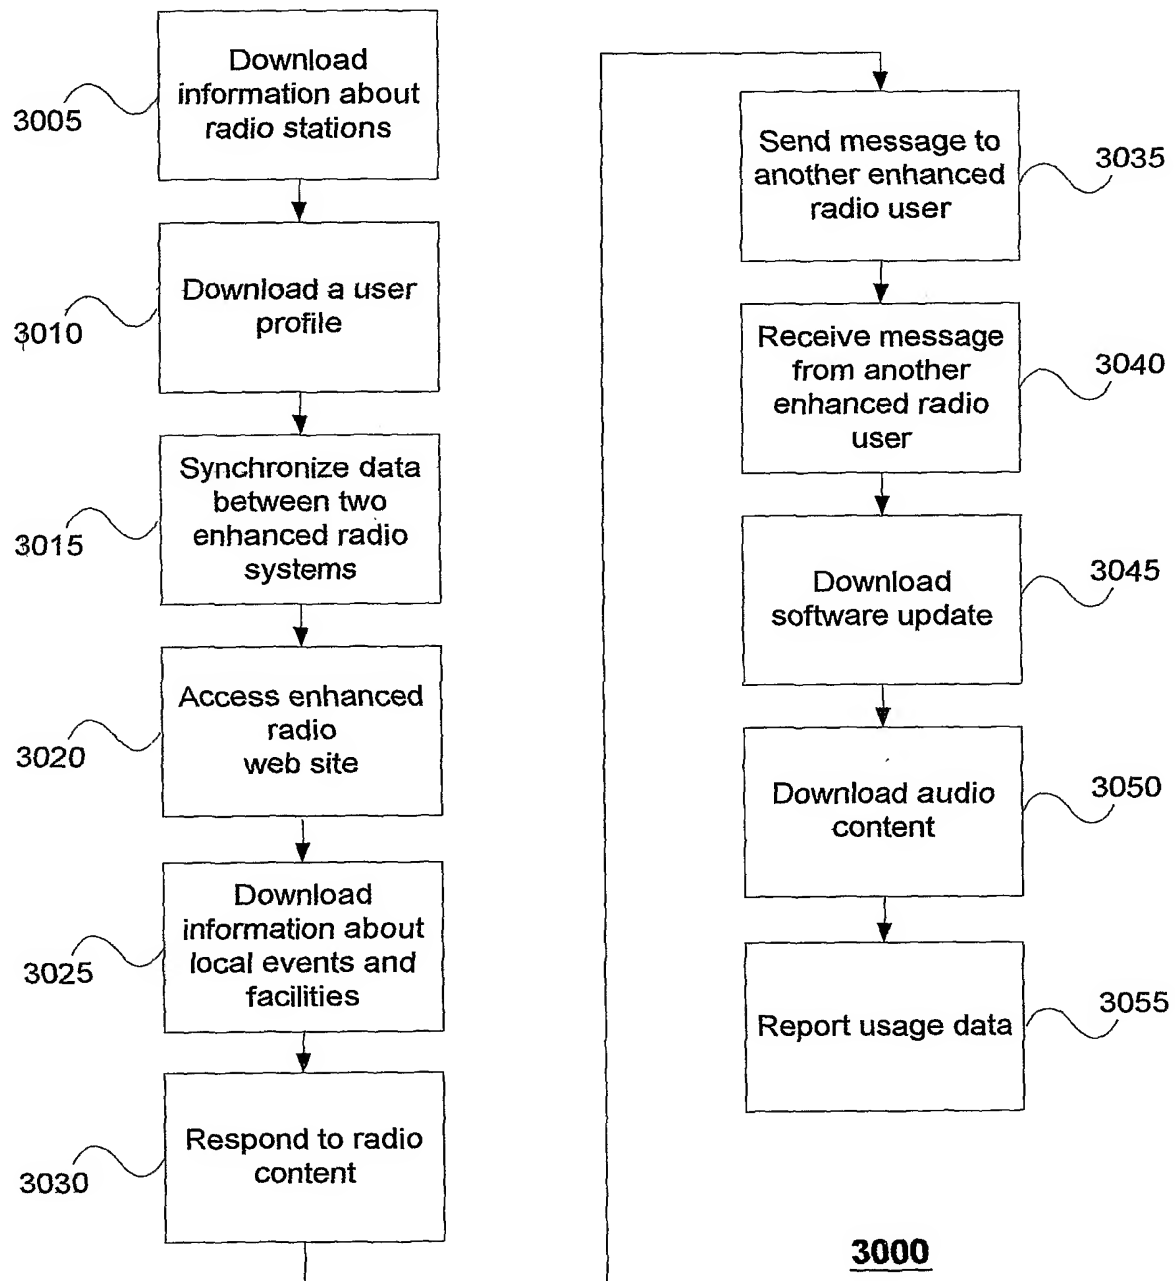 Download
information about
radio stations
3005
Download a user
profile
3010
Synchronize data
between two
enhanced radio
systems
3015
Access enhanced
radio
web site
3020
Download
information about
local events and
facilities
3025
Respond to radio
content
3030
Send message to
another enhanced
radio user
3035
Receive message
from another
enhanced radio
user
3040
Download
software update
3045
Download audio
content
3050
Report usage data
3055
3000